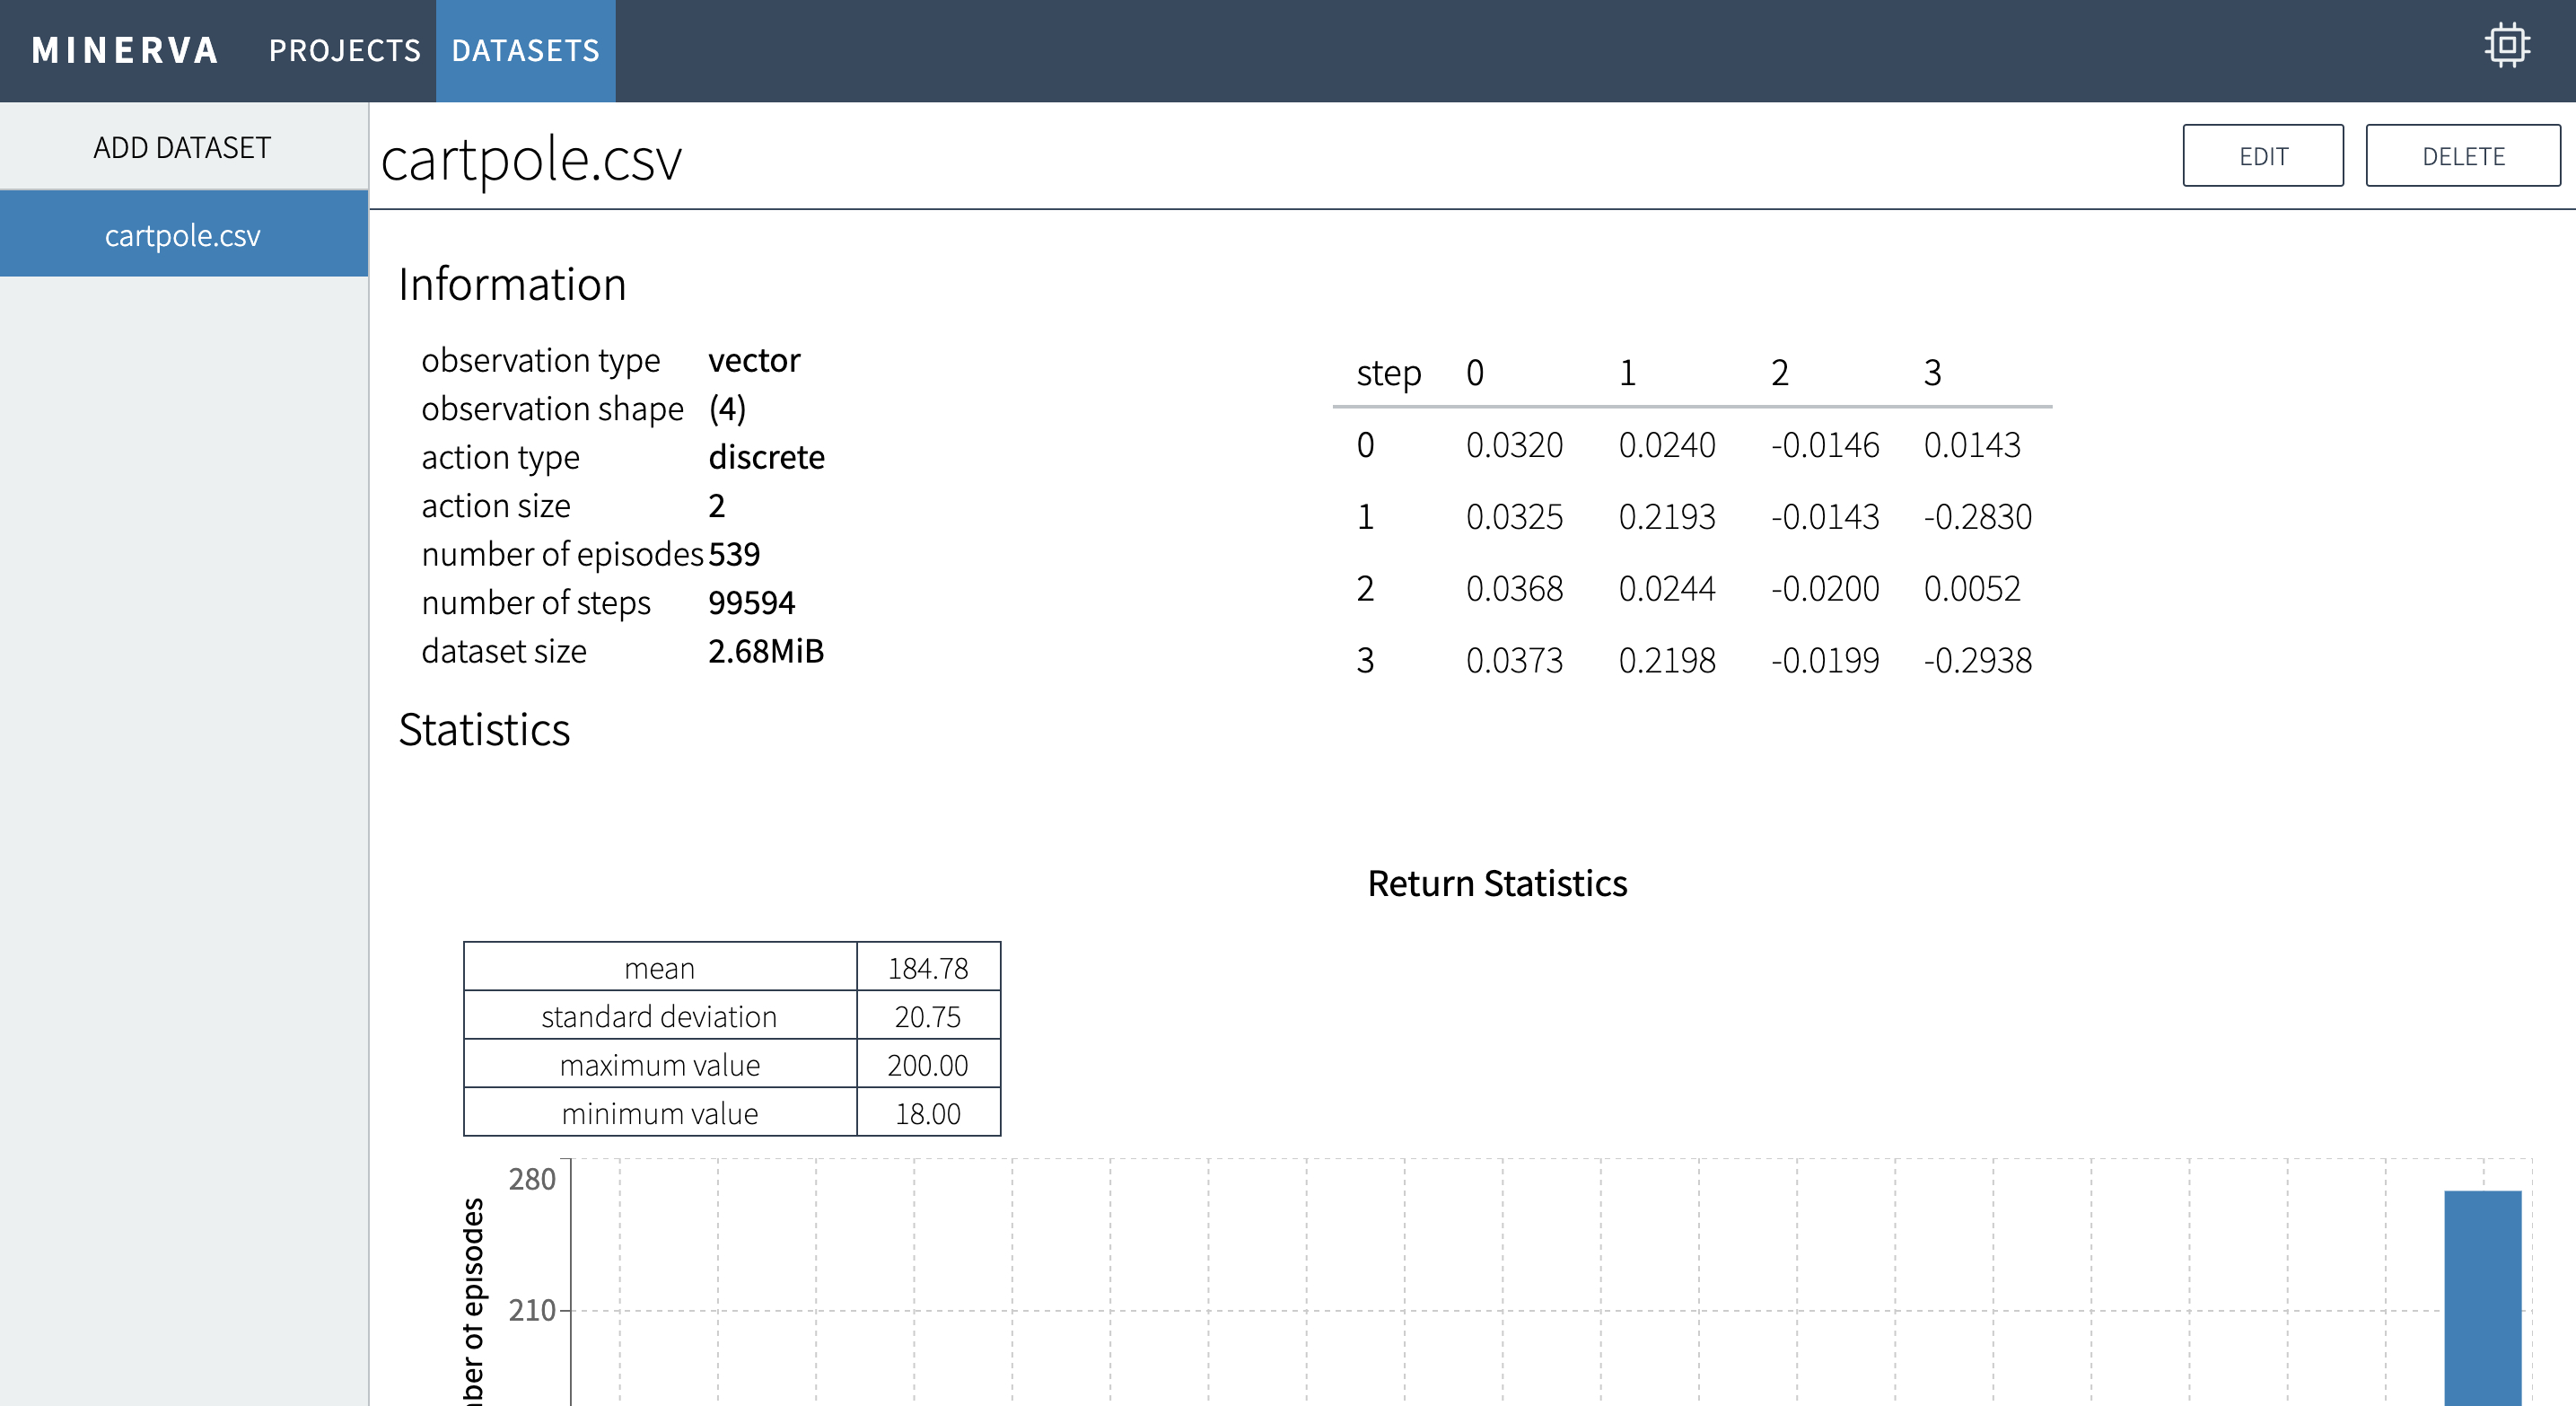 MINERVA PROJECTS DATASETS
ADD DATASET
cartpole.csv
cartpole.csv
EDIT DELETE
Information
observation type vector
observation shape (4)
action type discrete
action size 2
number of episodes 539
number of steps 99594
dataset size 2.68MiB
step 0 1 2 3
0 0.0320 0.0240 -0.0146 0.0143
1 0.0325 0.2193 -0.0143 -0.2830
2 0.0368 0.0244 -0.0200 0.0052
3 0.0373 0.2198 -0.0199 -0.2938
Statistics
Return Statistics
mean 184.78
standard deviation 20.75
maximum value 200.00
minimum value 18.00
280
210
of episodes